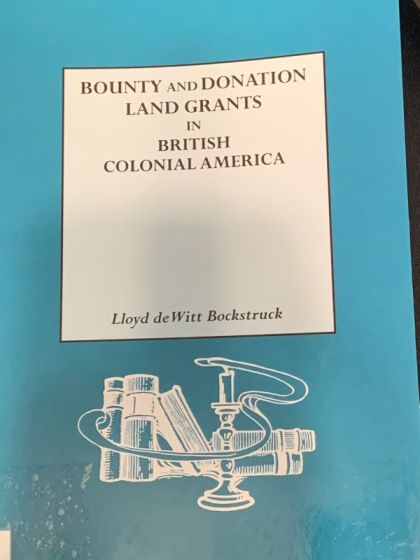 BOUNTY AND DONATION
LAND GRANTS
IN
BRITISH
COLONIAL AMERICA
Lloyd deWitt Bockstruck